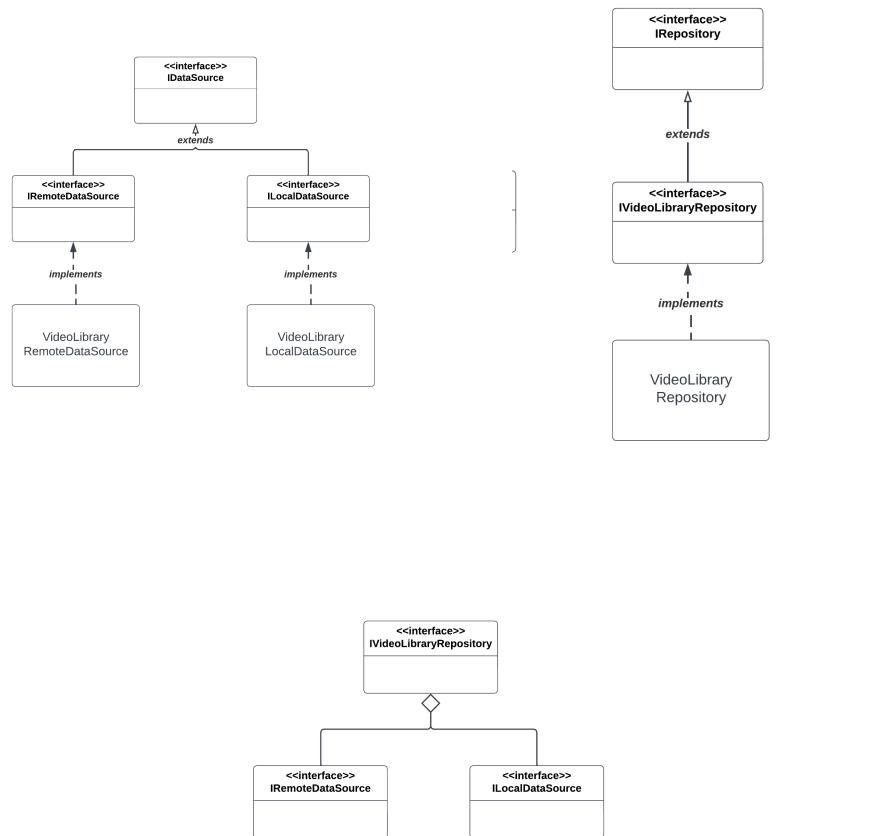 <<interface>>
IDataSource
extends
<<interface>>
IRemoteDataSource
<<interface>>
ILocalDataSource
implements
implements
VideoLibrary
RemoteDataSource
VideoLibrary
LocalDataSource
<<interface>>
IRepository
extends
<<interface>>
IVideoLibraryRepository
implements
VideoLibrary
Repository
<<interface>>
IVideoLibraryRepository
<<interface>>
IRemoteDataSource
<<interface>>
ILocalDataSource